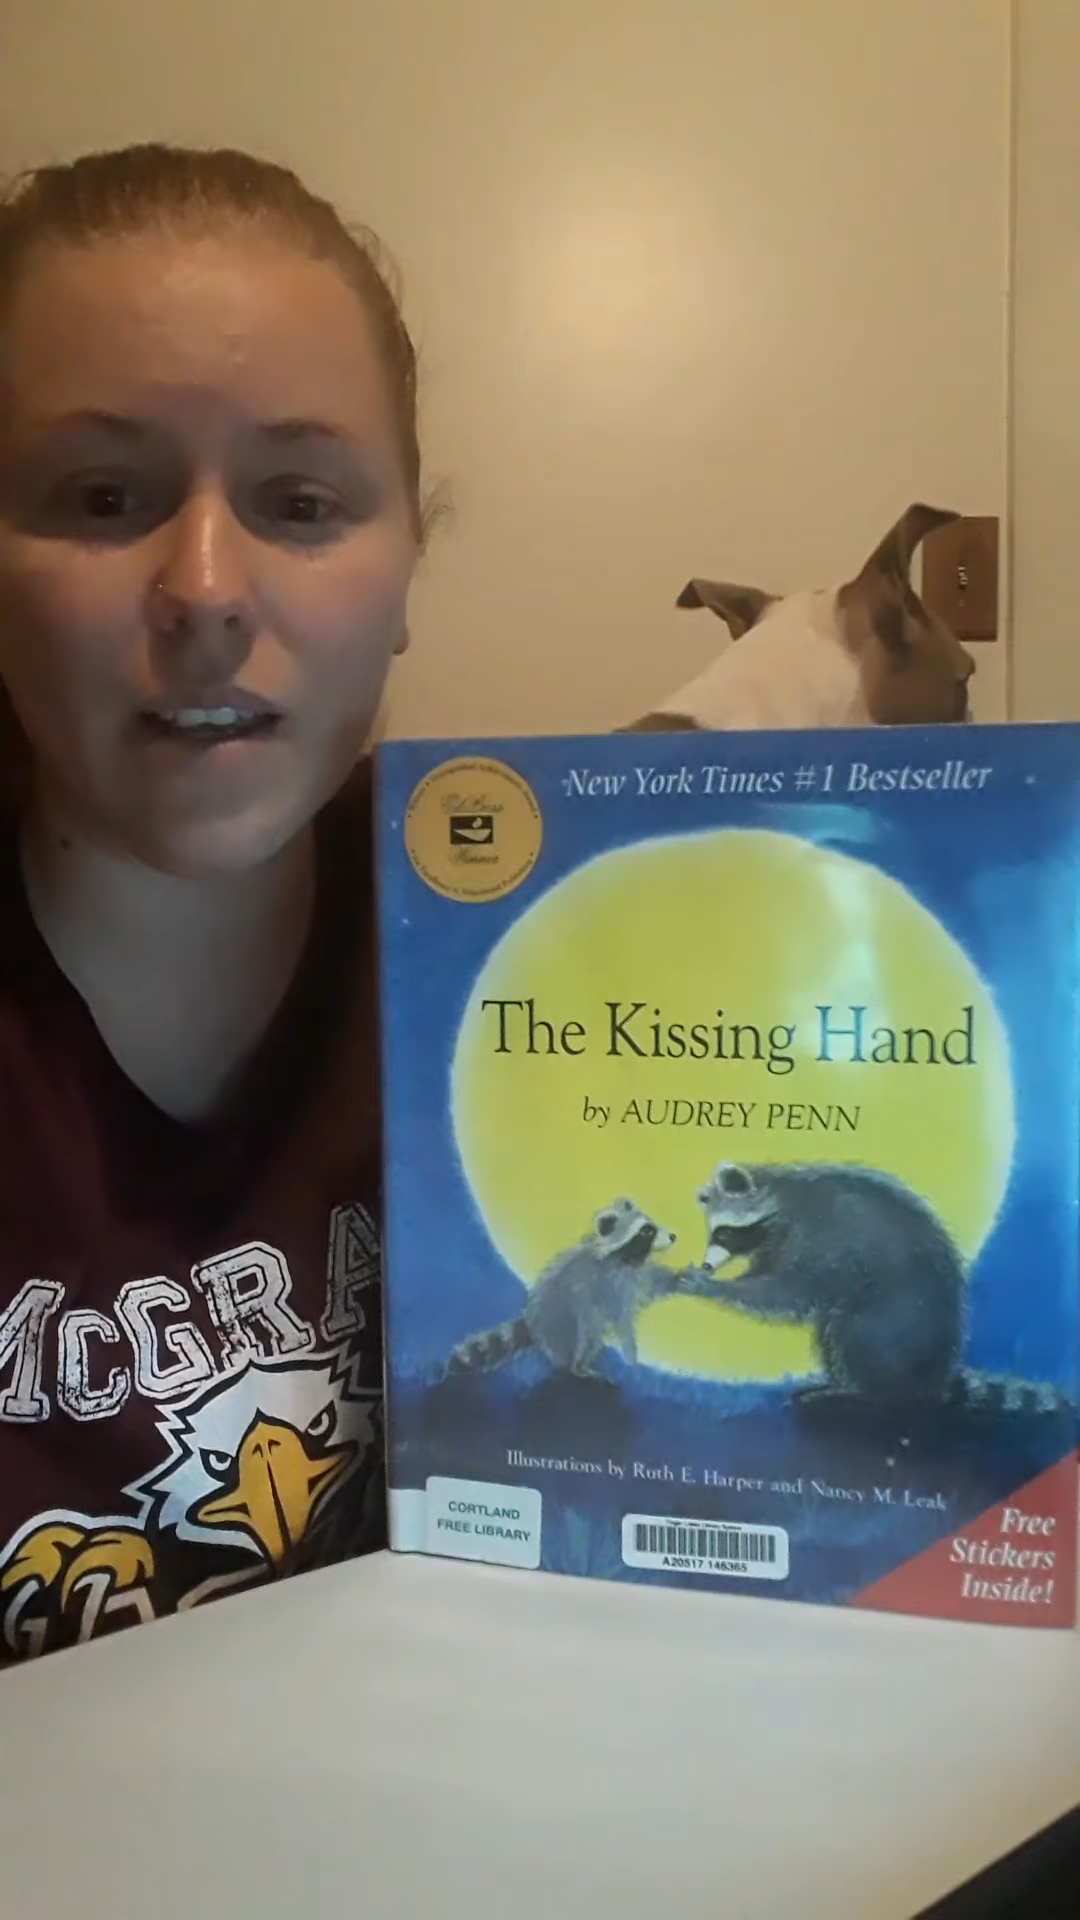 New York Times #1 Bestseller
Winner
The Kissing Hand
by AUDREY PENN
MCGRA
Illustrations by Ruth E. Harper and Nancy M. Leak
CORTLAND
FREE LIBRARY
A20517 146365
Free
Stickers
Inside!